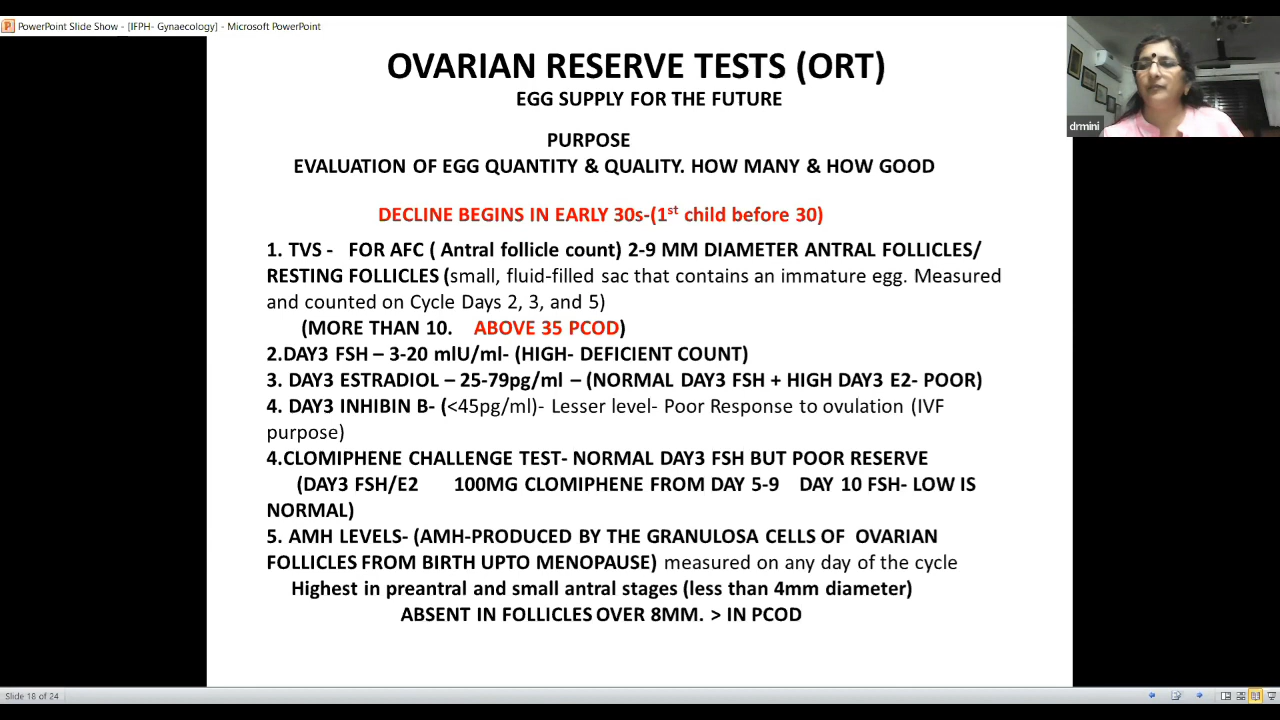 PowerPoint Slide Show - [IFPH- Gynaecology] - Microsoft PowerPoint
OVARIAN RESERVE TESTS (ORT)
EGG SUPPLY FOR THE FUTURE
drmini
PURPOSE
EVALUATION OF EGG QUANTITY & QUALITY. HOW MANY & HOW GOOD
DECLINE BEGINS IN EARLY 30s-(1st child before 30)
1. TVS - FOR AFC ( Antral follicle count) 2-9 MM DIAMETER ANTRAL FOLLICLES/
RESTING FOLLICLES (small, fluid-filled sac that contains an immature egg. Measured
and counted on Cycle Days 2, 3, and 5)
(MORE THAN 10. ABOVE 35 PCOD)
2.DAY3 FSH – 3-20 mlU/ml- (HIGH- DEFICIENT COUNT)
3. DAY3 ESTRADIOL – 25-79pg/ml – (NORMAL DAY3 FSH + HIGH DAY3 E2- POOR)
4. DAY3 INHIBIN B- (<45pg/ml)- Lesser level- Poor Response to ovulation (IVF
purpose)
4.CLOMIPHENE CHALLENGE TEST- NORMAL DAY3 FSH BUT POOR RESERVE
(DAY3 FSH/E2 100MG CLOMIPHENE FROM DAY 5-9 DAY 10 FSH- LOW IS
NORMAL)
5. AMH LEVELS- (AMH-PRODUCED BY THE GRANULOSA CELLS OF OVARIAN
FOLLICLES FROM BIRTH UPTO MENOPAUSE) measured on any day of the cycle
Highest in preantral and small antral stages (less than 4mm diameter)
ABSENT IN FOLLICLES OVER 8MM. > IN PCOD
Slide 18 of 24